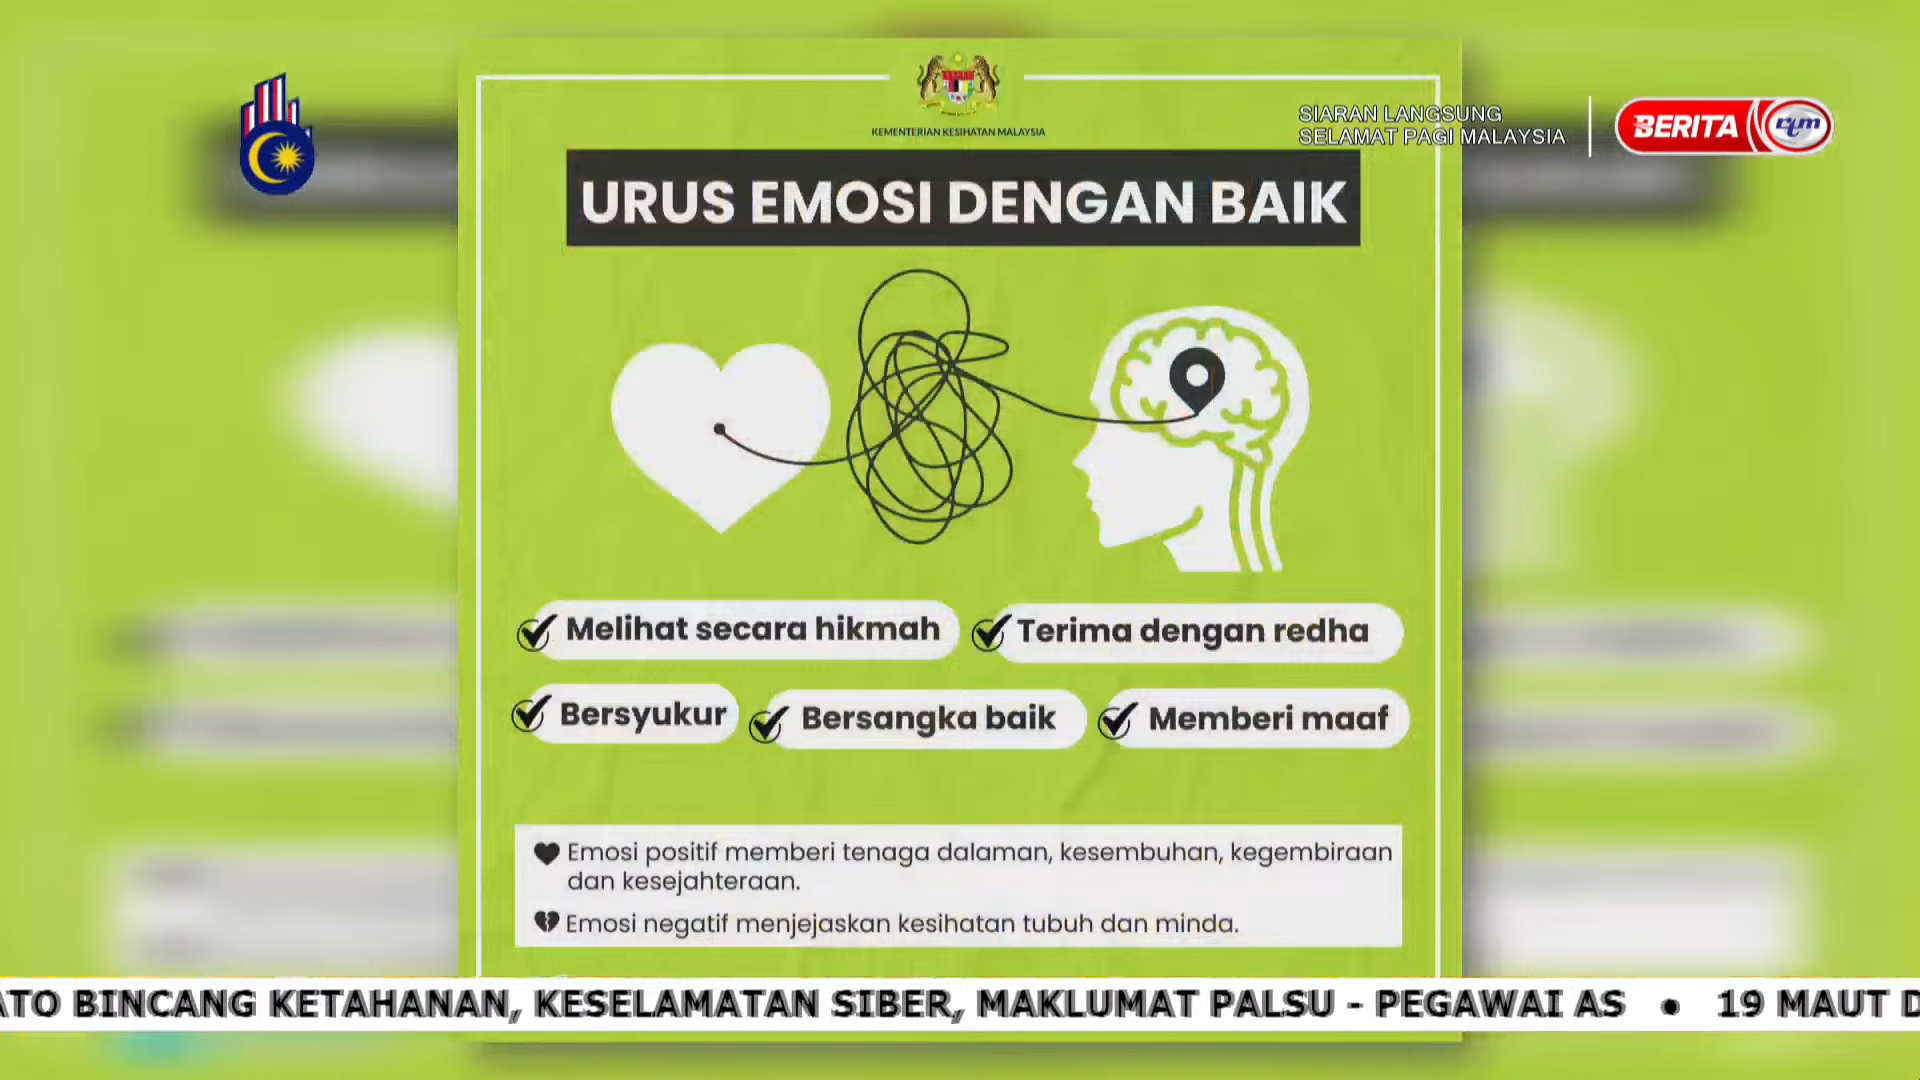 KEMENTERIAN KESIHATAN MALAYSIA
SIARAN LANGSUNG
SELAMAT PAGI MALAYSIA
BERITA rtm
URUS EMOSI DENGAN BAIK
Melihat secara hikmah
Terima dengan redha
Bersyukur
Bersangka baik
Memberi maaf
Emosi positif memberi tenaga dalaman, kesembuhan, kegembiraan
dan kesejahteraan.
Emosi negatif menjejaskan kesihatan tubuh dan minda.
ATO BINCANG KETAHANAN, KESELAMATAN SIBER, MAKLUMAT PALSU - PEGAWAI AS • 19 MAUT D